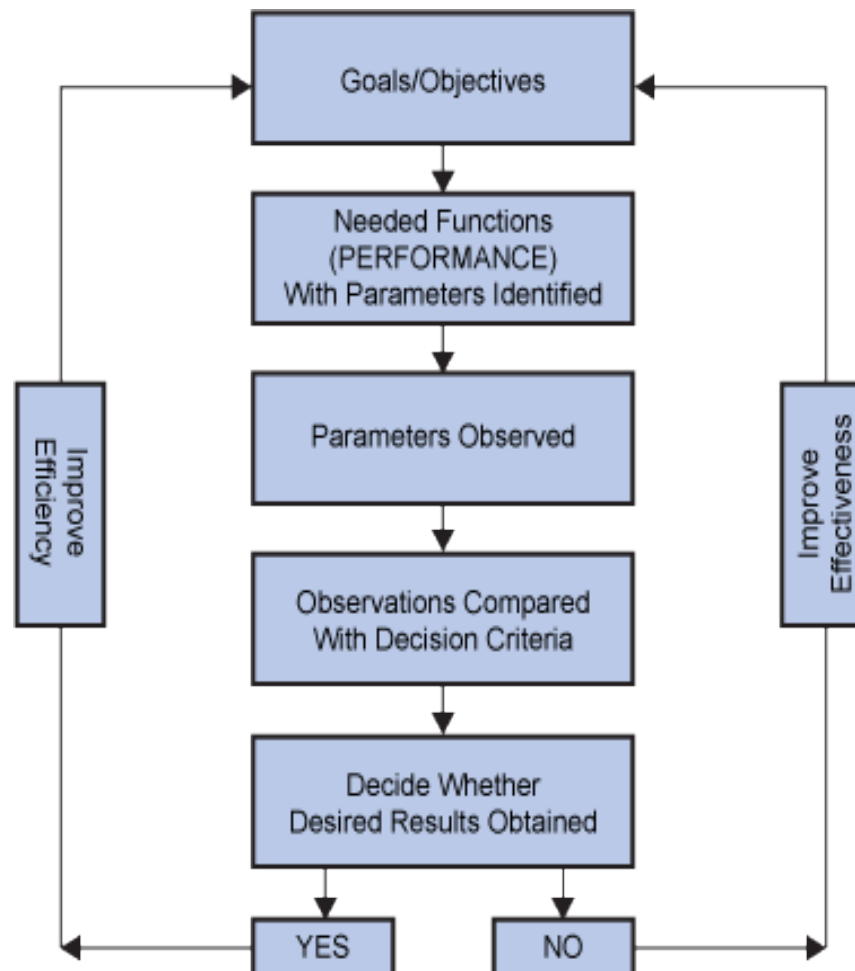 Goals/Objectives
Needed Functions
(PERFORMANCE)
With Parameters Identified
Parameters Observed
Improve
Efficiency
Improve
Effectiveness
Observations Compared
With Decision Criteria
Decide Whether
Desired Results Obtained
YES
NO